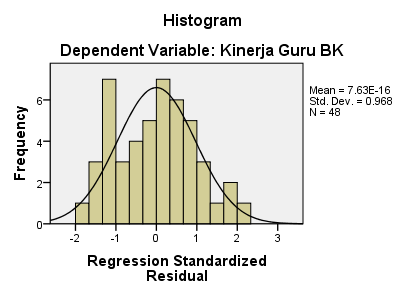 Histogram
Dependent Variable: Kinerja Guru BK
Mean = 7.63E-16
Std. Dev. = 0.968
N = 48
Frequency
6
4
2
0
-2 -1 0 1 2 3
Regression Standardized
Residual